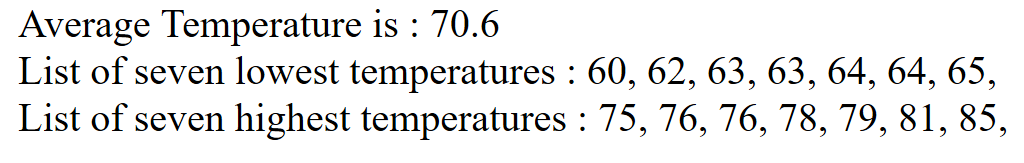 Average Temperature is : 70.6
List of seven lowest temperatures : 60, 62, 63, 63, 64, 64, 65,
List of seven highest temperatures : 75, 76, 76, 78, 79, 81, 85,